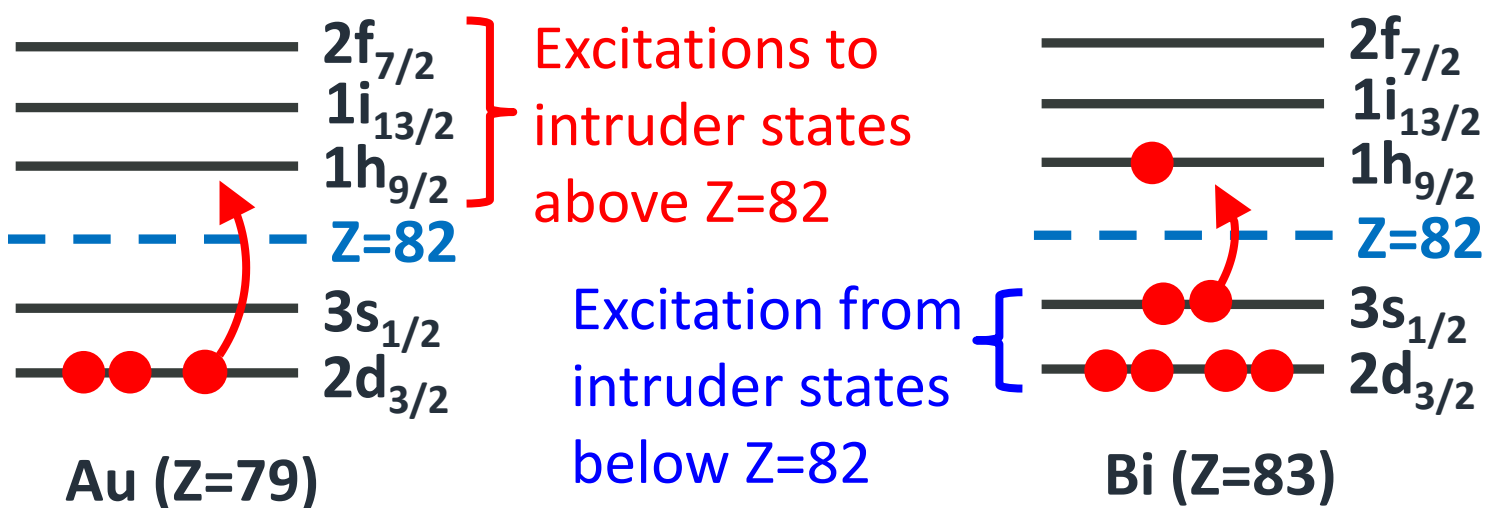 2f7/2
1i13/2
1h9/2
Z=82
3s1/2
2d3/2
Au (Z=79)
Excitations to
intruder states
above Z=82
Excitation from
intruder states
below Z=82
2f7/2
1i13/2
1h9/2
Z=82
3s1/2
2d3/2
Bi (Z=83)